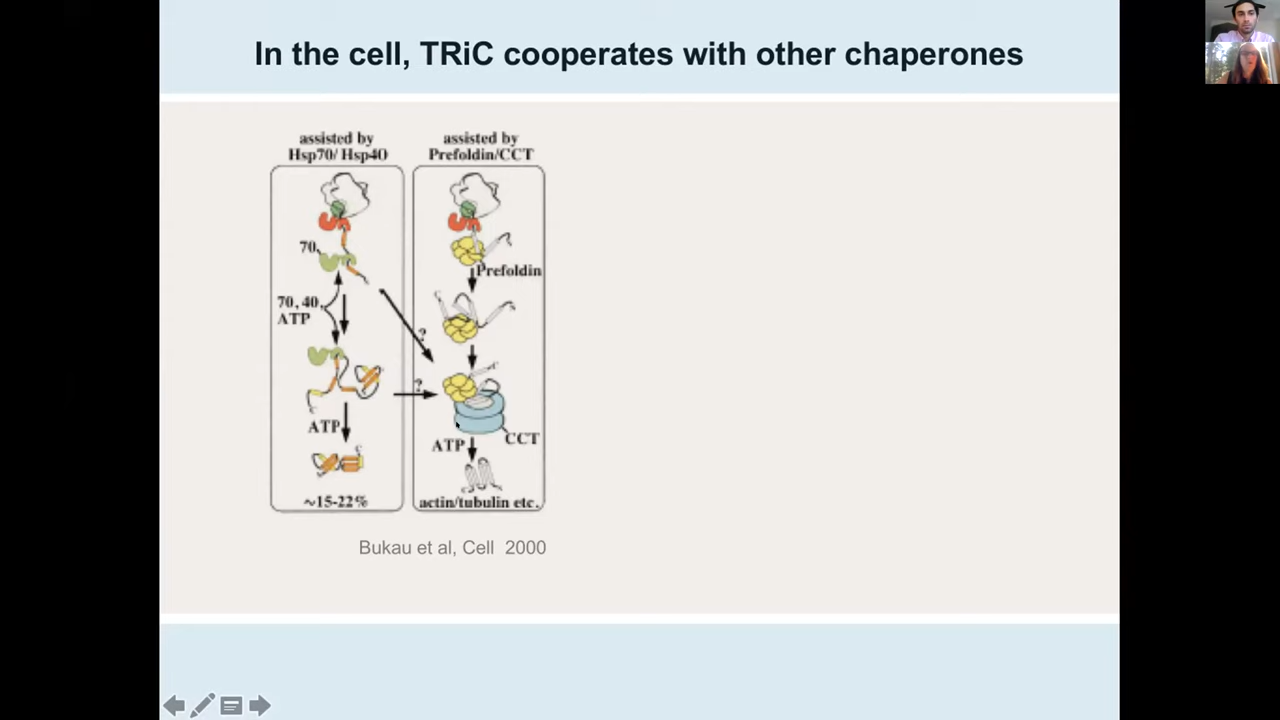 In the cell, TRiC cooperates with other chaperones
assisted by
Hsp70/ Hsp40
70
70, 40,
ATP
ATP
C
C
~15-22%
?
?
assisted by
Prefoldin/CCT
Prefoldin
C
C
ATP
CCT
actin/tubulin etc.
Bukau et al, Cell 2000